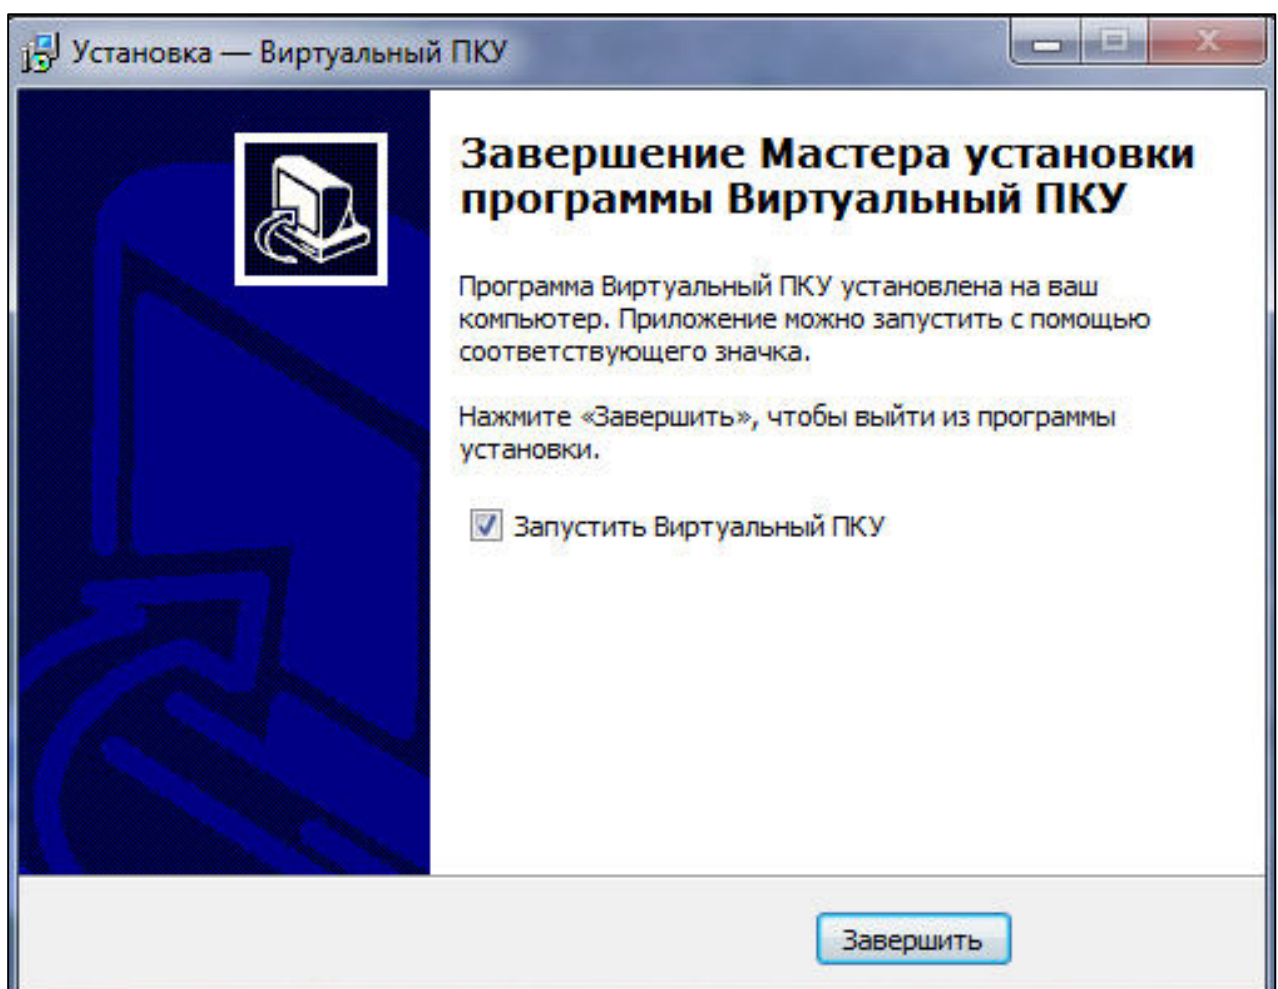 Установка — Виртуальный ПКУ
Завершение Мастера установки
программы Виртуальный ПКУ
Программа Виртуальный ПКУ установлена на ваш
компьютер. Приложение можно запустить с помощью
соответствующего значка.
Нажмите «Завершить», чтобы выйти из программы
установки.
Запустить Виртуальный ПКУ
Завершить